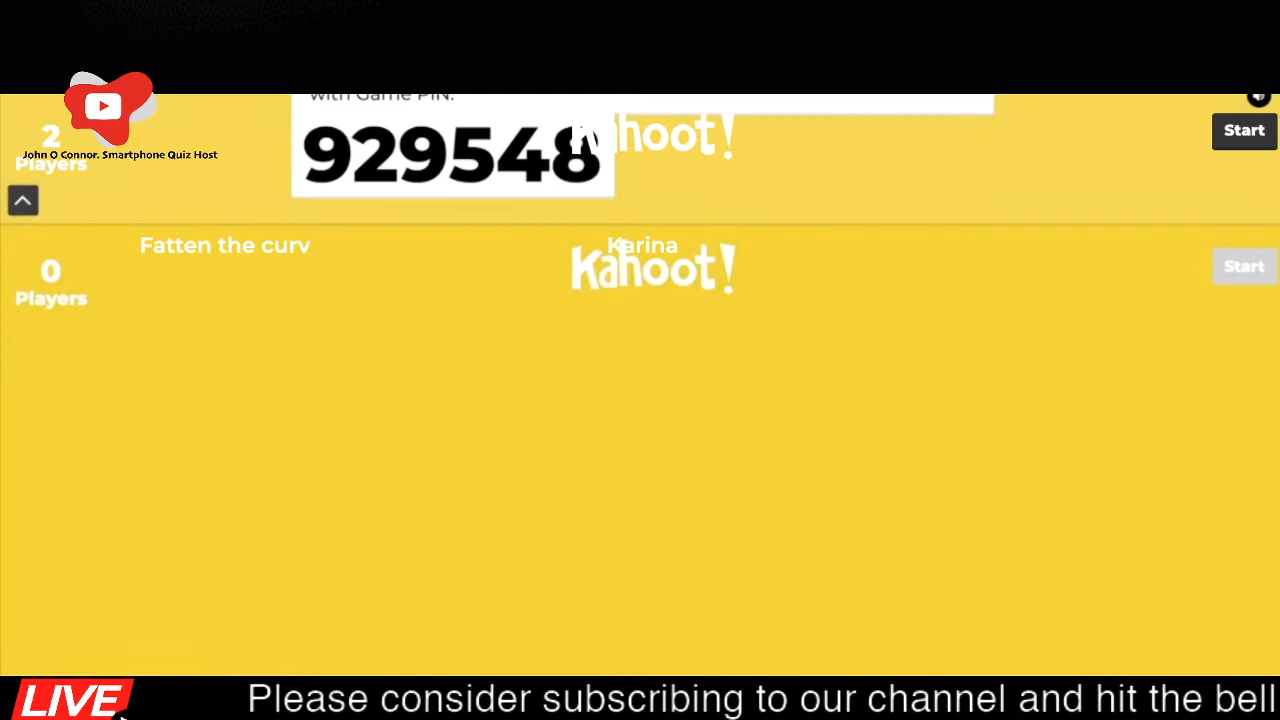 with Game PIN:
929548
Kahoot!
Start
2
Players
John O Connor. Smartphone Quiz Host
Fatten the curv
Karina
Kahoot!
0
Players
Start
LIVE
Please consider subscribing to our channel and hit the bell